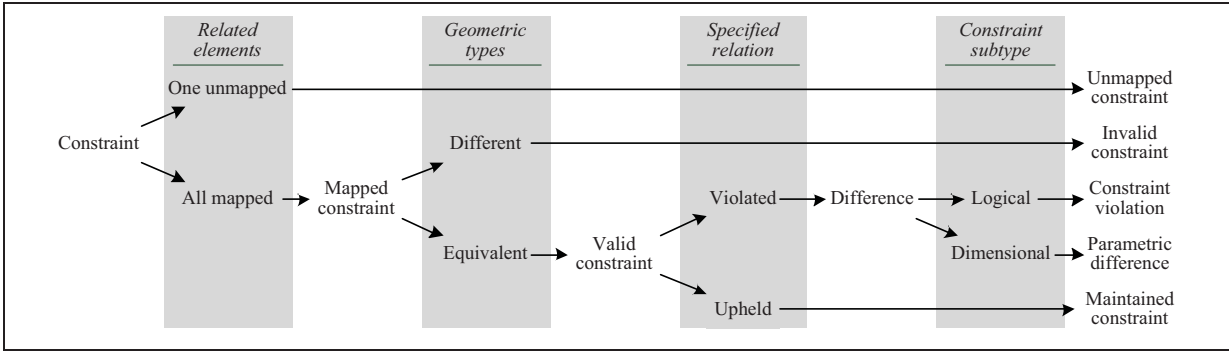 Related
elements
Geometric
types
Specified
relation
Constraint
subtype
One unmapped
Unmapped
constraint
Constraint
Different
Invalid
constraint
All mapped
Mapped
constraint
Violated
Difference
Logical
Constraint
violation
Equivalent
Valid
constraint
Dimensional
Parametric
difference
Upheld
Maintained
constraint